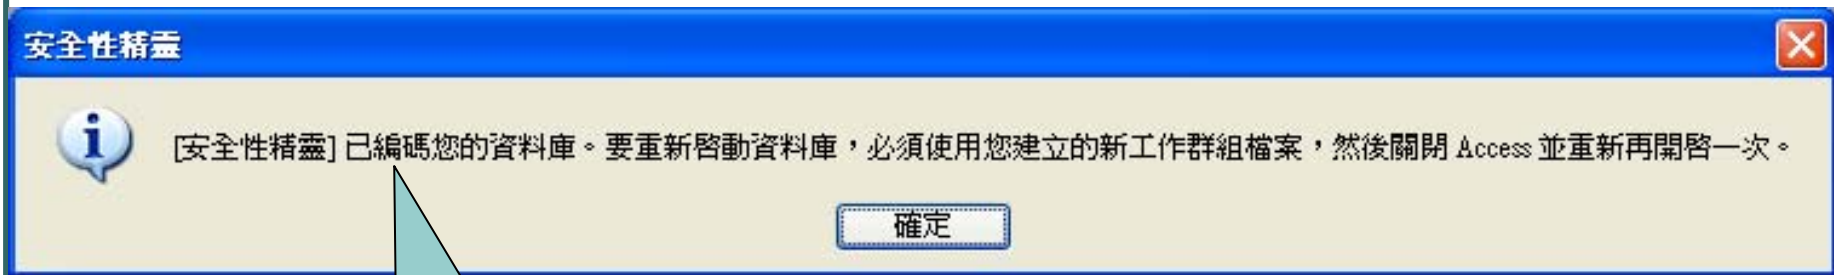 安全性精靈
[安全性精靈] 已編碼您的資料庫。要重新啓動資料庫，必須使用您建立的新工作群組檔案，然後關閉 Access 並重新再開啓一次。
確定